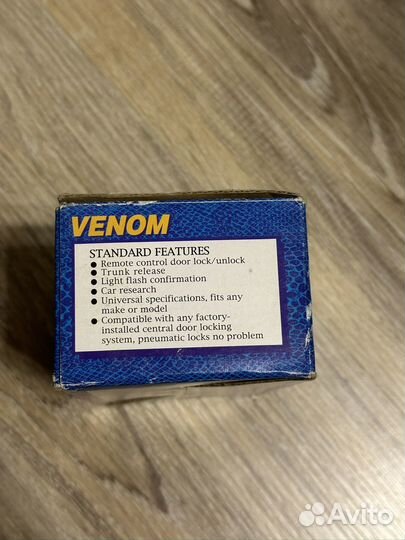 VENOM
STANDARD FEATURES
● Remote control door lock/unlock
● Trunk release
● Light flash confirmation
● Car research
● Universal specifications, fits any
make or model
● Compatible with any factory-
installed central door locking
system, pneumatic locks no problem
Avito